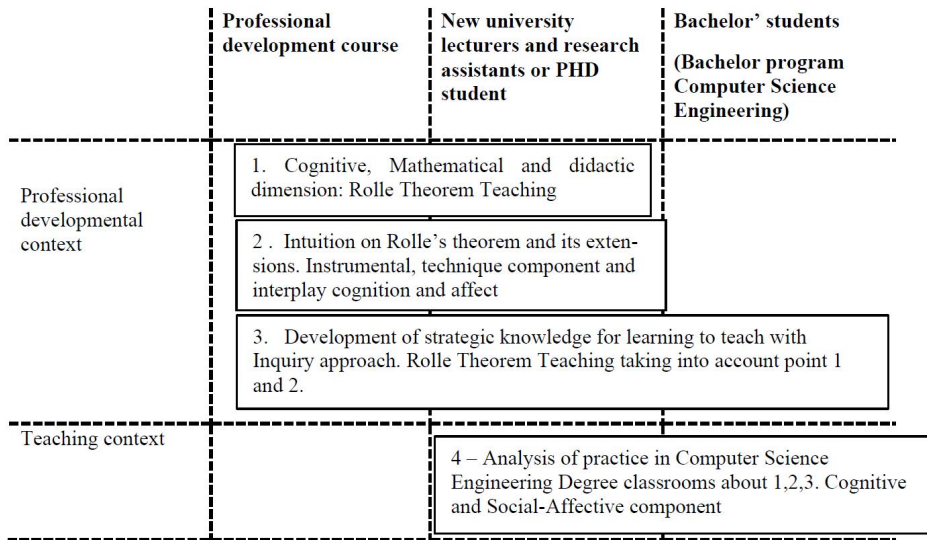 Professional
development course
New university
lecturers and research
assistants or PHD
student
Bachelor’ students
(Bachelor program
Computer Science
Engineering)
Professional
developmental
context
1. Cognitive, Mathematical and didactic
dimension: Rolle Theorem Teaching
2 . Intuition on Rolle’s theorem and its exten-
sions. Instrumental, technique component and
interplay cognition and affect
3. Development of strategic knowledge for learning to teach with
Inquiry approach. Rolle Theorem Teaching taking into account point 1
and 2.
Teaching context
4 – Analysis of practice in Computer Science
Engineering Degree classrooms about 1,2,3. Cognitive
and Social-Affective component